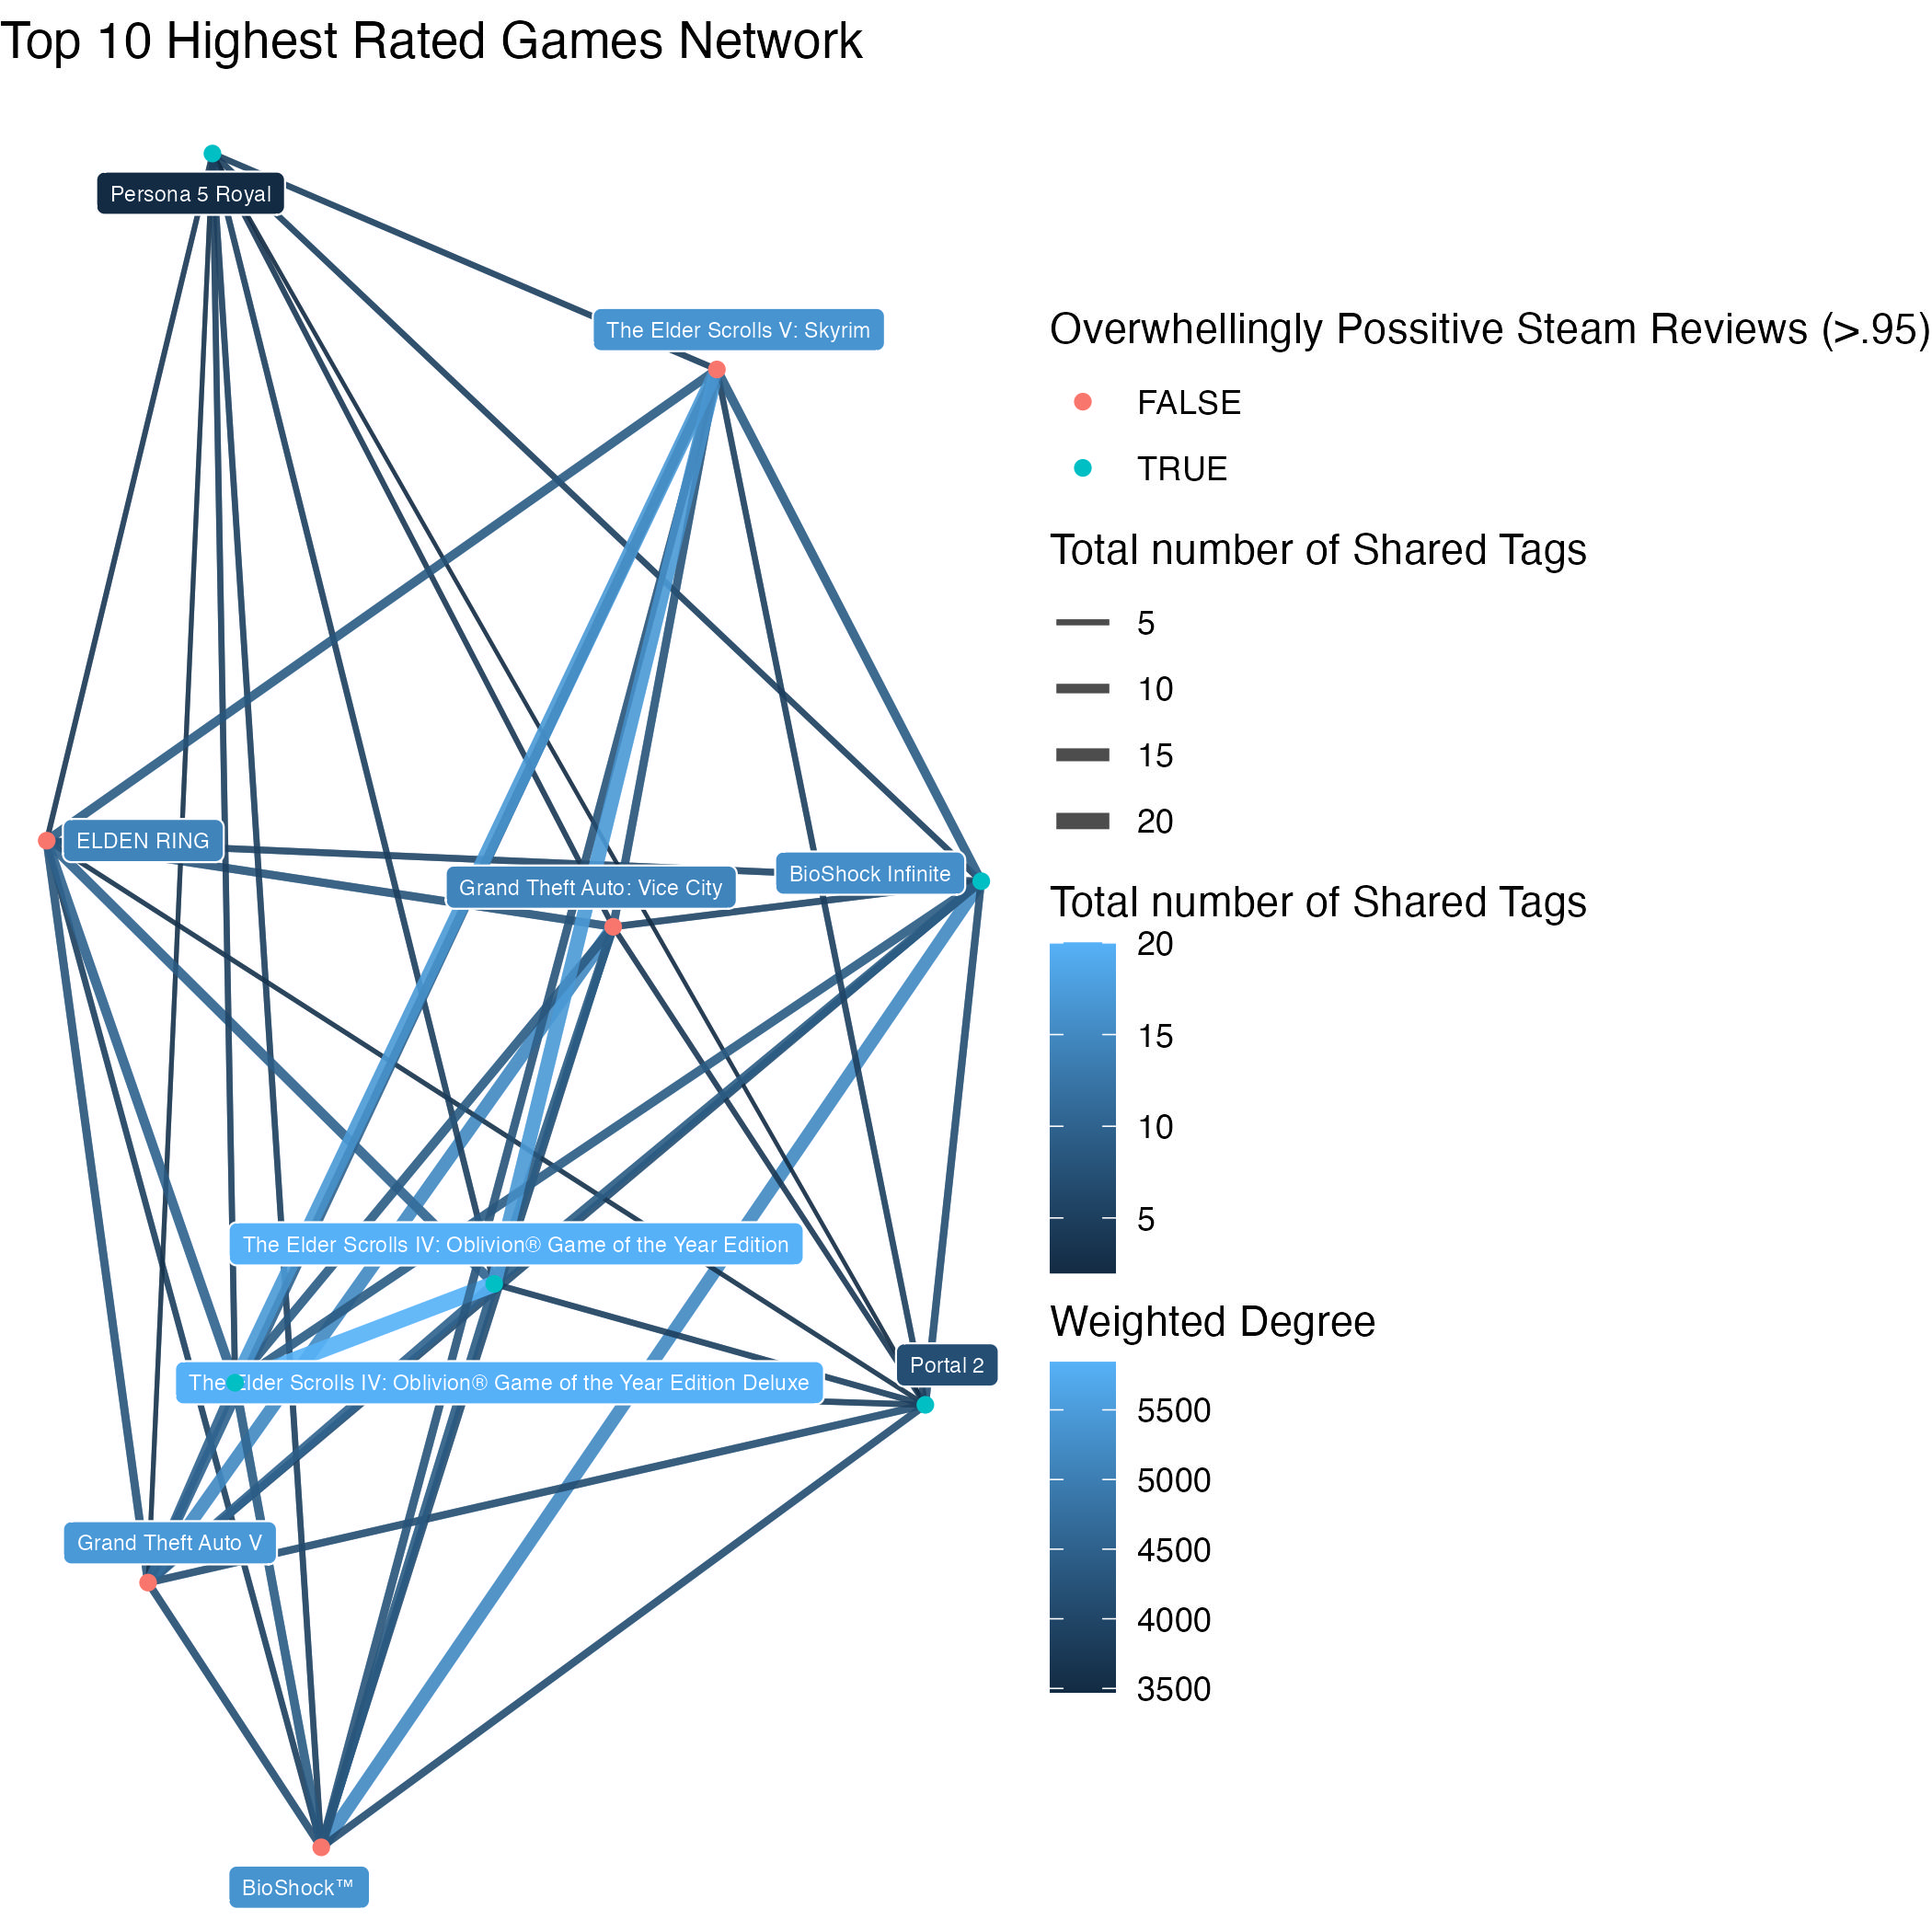 Top 10 Highest Rated Games Network
Persona 5 Royal
The Elder Scrolls V: Skyrim
ELDEN RING
Grand Theft Auto: Vice City
BioShock Infinite
The Elder Scrolls IV: Oblivion® Game of the Year Edition
The Elder Scrolls IV: Oblivion® Game of the Year Edition Deluxe
Portal 2
Grand Theft Auto V
BioShock™
Overwhellingly Possitive Steam Reviews (>.95)
FALSE
TRUE
Total number of Shared Tags
5
10
15
20
Total number of Shared Tags
20
15
10
5
Weighted Degree
5500
5000
4500
4000
3500